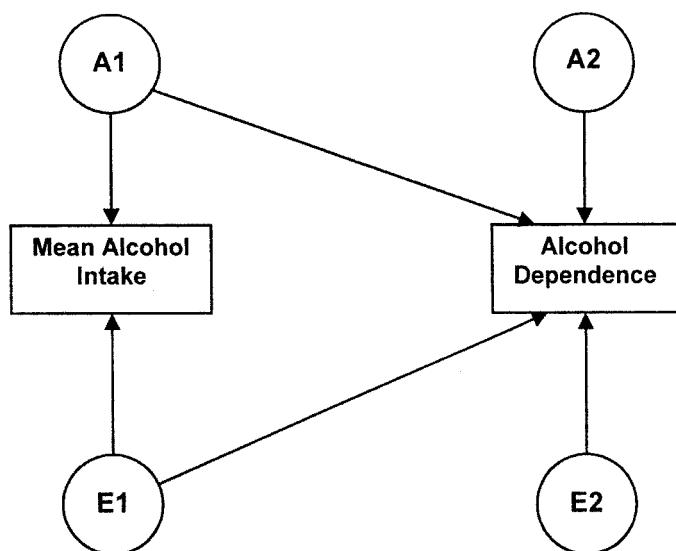 A1
A2
Mean Alcohol
Intake
Alcohol
Dependence
E1
E2